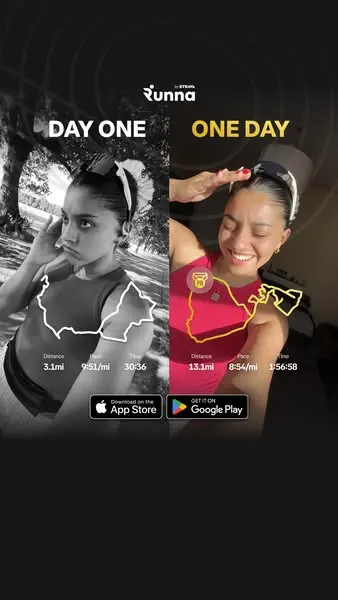 by STRAVA
Runna
DAY ONE
ONE DAY
Distance Pace Time
3.1mi 9:51/mi 30:36
Distance Pace Time
13.1mi 8:54/mi 1:56:58
Download on the
App Store
GET IT ON
Google Play